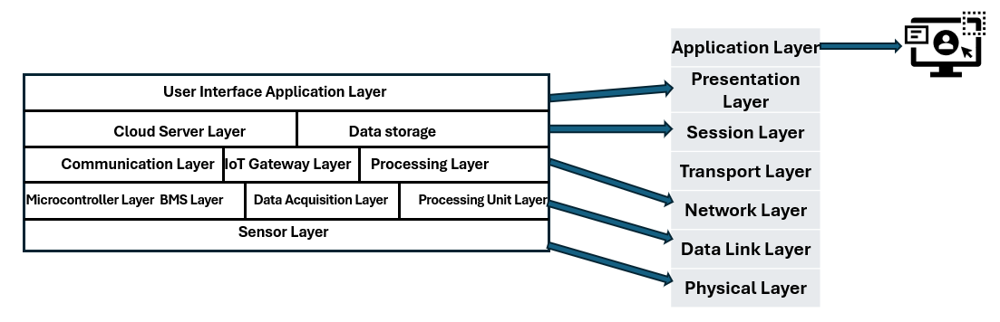 User Interface Application Layer
Cloud Server Layer
Data storage
Communication Layer
IoT Gateway Layer
Processing Layer
Microcontroller Layer  BMS Layer
Data Acquisition Layer
Processing Unit Layer
Sensor Layer
Application Layer
Presentation
Layer
Session Layer
Transport Layer
Network Layer
Data Link Layer
Physical Layer